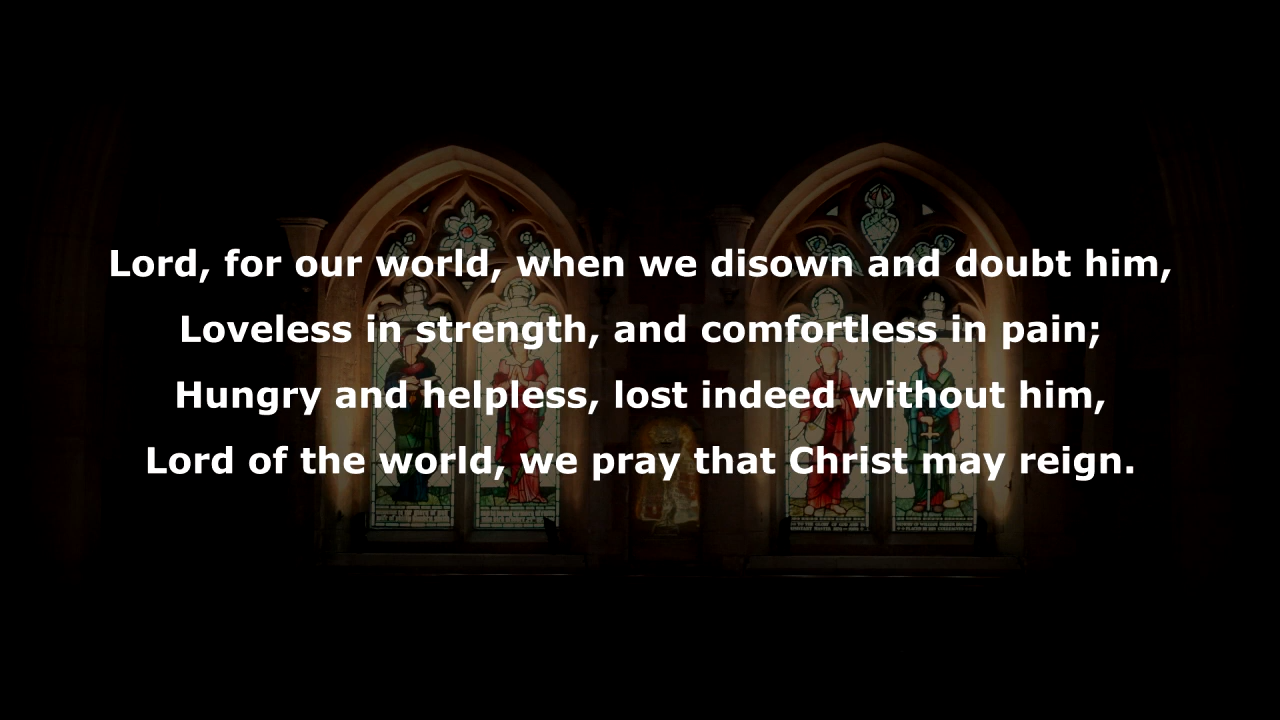 Lord, for our world, when we disown and doubt him,
Loveless in strength, and comfortless in pain;
Hungry and helpless, lost indeed without him,
Lord of the world, we pray that Christ may reign.